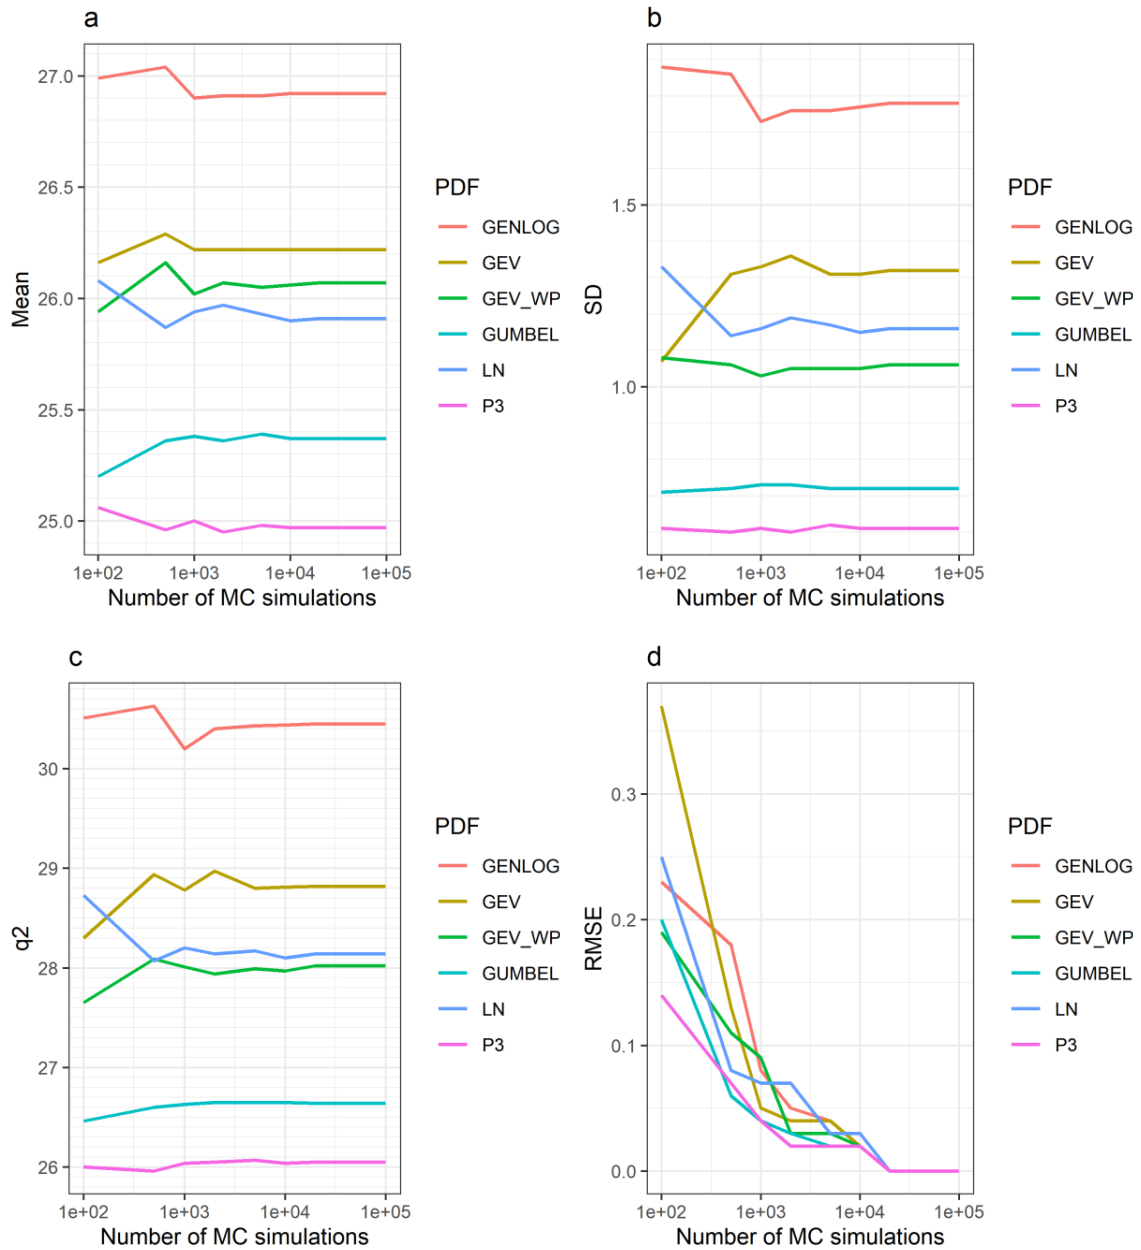 a
27.0
26.5
26.0
25.5
25.0
Mean
1e+02 1e+03 1e+04 1e+05
Number of MC simulations
PDF
GENLOG
GEV
GEV_WP
GUMBEL
LN
P3
b
1.5
1.0
SD
1e+02 1e+03 1e+04 1e+05
Number of MC simulations
PDF
GENLOG
GEV
GEV_WP
GUMBEL
LN
P3
c
30
29
28
27
26
q2
1e+02 1e+03 1e+04 1e+05
Number of MC simulations
PDF
GENLOG
GEV
GEV_WP
GUMBEL
LN
P3
d
0.3
0.2
0.1
0.0
RMSE
1e+02 1e+03 1e+04 1e+05
Number of MC simulations
PDF
GENLOG
GEV
GEV_WP
GUMBEL
LN
P3